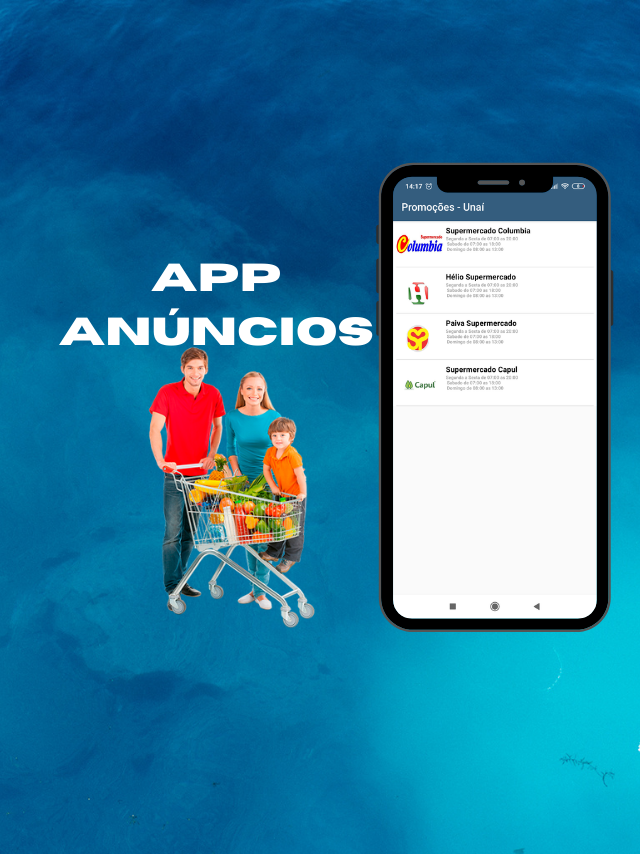 APP
ANÚNCIOS
14:17
Promoções - Unaí
Supermercado
Columbia
Supermercado Columbia
Segunda a Sexta de 07:00 as 20:00
Sábado de 07:00 as 18:00
Domingo de 08:00 as 13:00
Hélio Supermercado
Segunda a Sexta de 07:00 as 20:00
Sábado de 07:00 as 18:00
Domingo de 08:00 as 13:00
Paiva Supermercado
Segunda a Sexta de 07:00 as 20:00
Sábado de 07:00 as 18:00
Domingo de 08:00 as 13:00
Capul
Supermercado Capul
Segunda a Sexta de 07:00 as 20:00
Sábado de 07:00 as 18:00
Domingo de 08:00 as 13:00